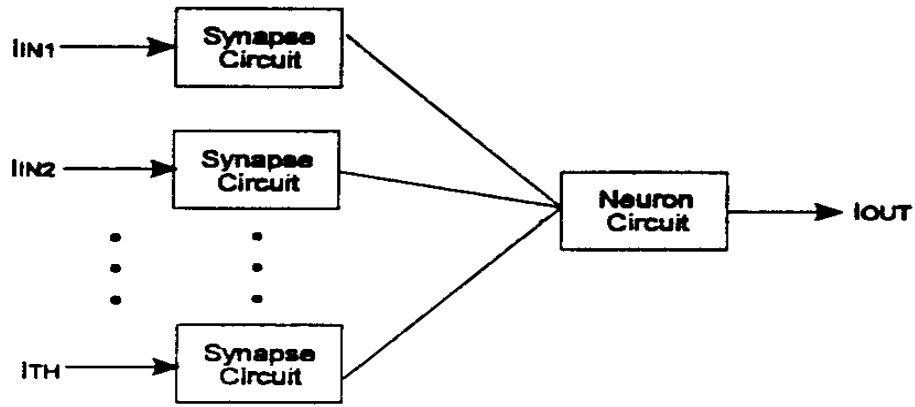 IIN1
Synapse
Circuit
IIN2
Synapse
Circuit
Neuron
Circuit
IOUT
ITH
Synapse
Circuit